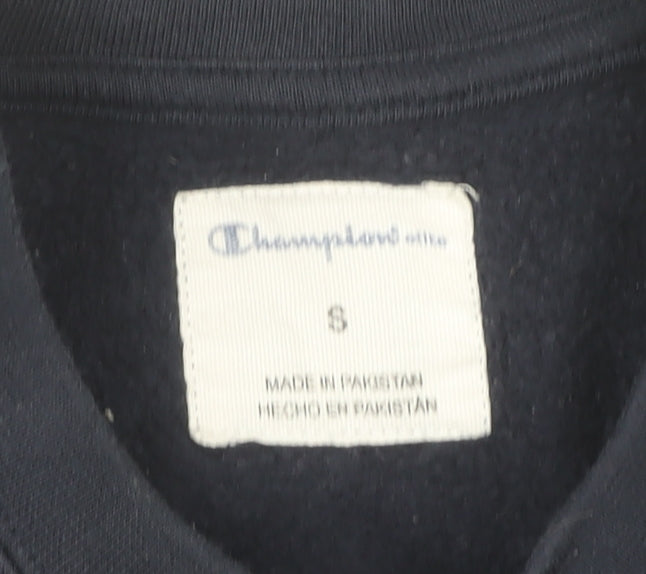 Champion
S
MADE IN PAKISTAN
HECHO EN PAKISTÁN